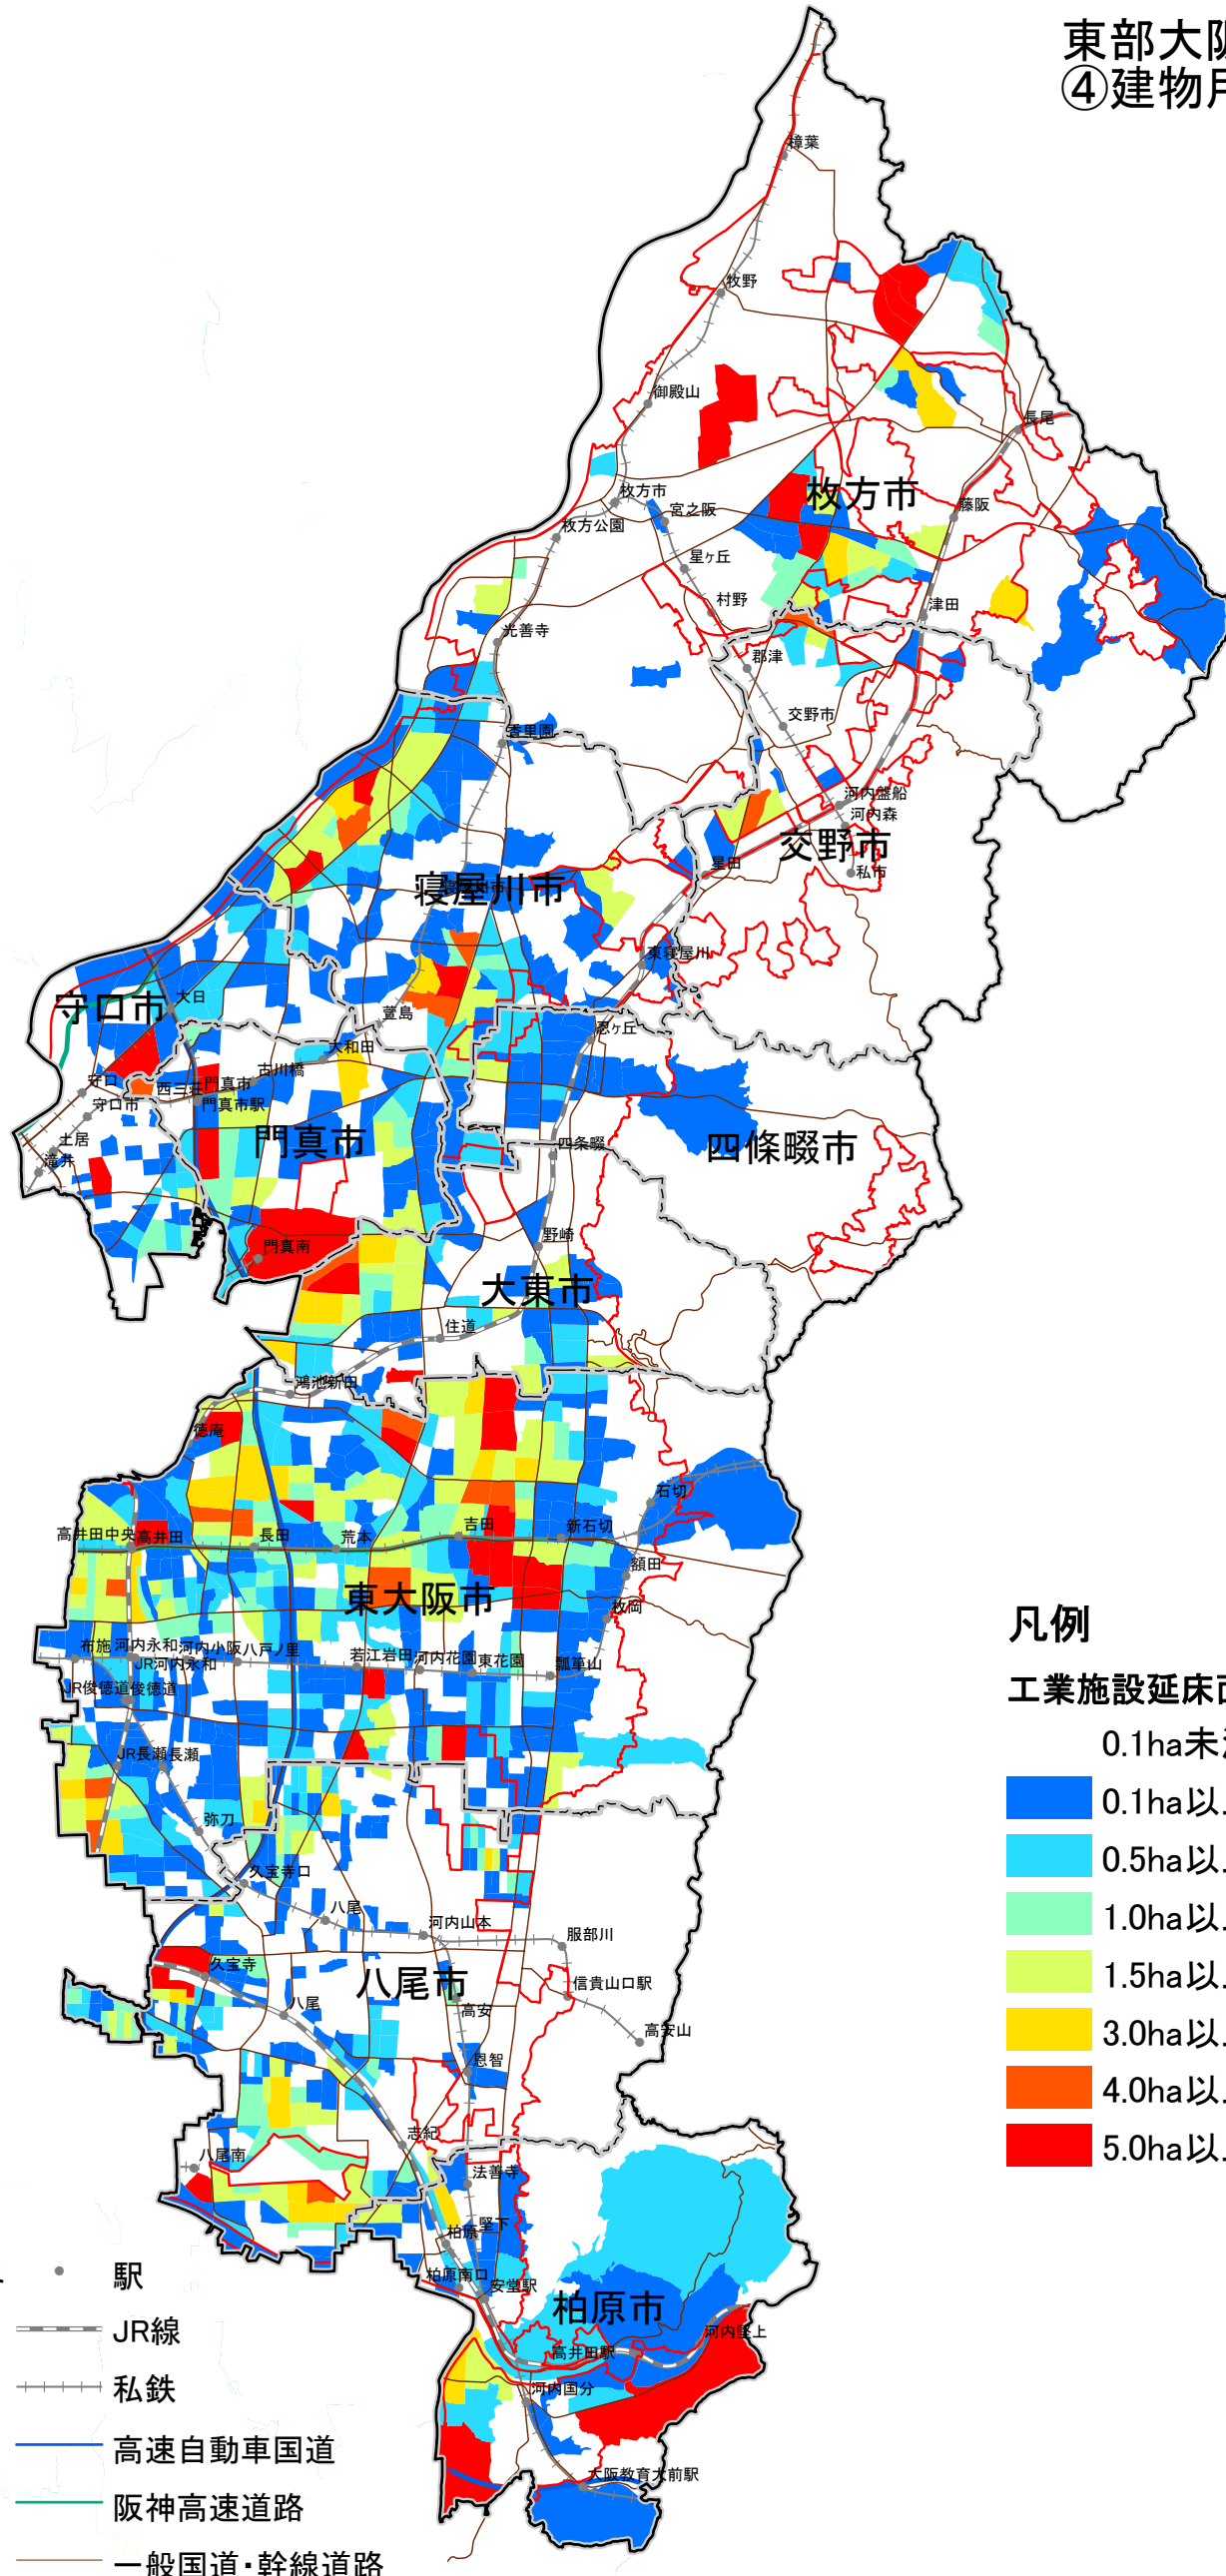 東部大阪
④建物用
樟葉
牧野
御殿山
長尾
枚方市
枚方市
宮之阪
藤阪
枚方公園
星ヶ丘
村野
津田
光善寺
郡津
交野市
香里園
河内盤船
河内森
交野市
星田
私市
寝屋川市
東寝屋川
守口市
大日
萱島
忍ヶ丘
大和田
古川橋
守口
西三荘
門真市
守口市
門真市駅
土居
門真市
四条畷
四條畷市
滝井
野崎
門真南
大東市
住道
鴻池新田
徳庵
石切
高井田中央
高井田
長田
荒本
吉田
新石切
額田
東大阪市
枚岡
布施
河内永和
河内小阪
八戸ノ里
若江岩田
河内花園
東花園
瓢箪山
JR河内永和
JR俊徳道
俊徳道
JR長瀬
長瀬
弥刀
久宝寺口
八尾
河内山本
服部川
久宝寺
八尾市
信貴山口駅
八尾
高安
高安山
恩智
志紀
八尾南
法善寺
柏原
堅下
柏原南口
安堂駅
柏原市
高井田駅
河内堅上
河内国分
大阪教育大前駅
凡例
工業施設延床面
0.1ha未満
0.1ha以上
0.5ha以上
1.0ha以上
1.5ha以上
3.0ha以上
4.0ha以上
5.0ha以上
駅
JR線
私鉄
高速自動車国道
阪神高速道路
一般国道・幹線道路